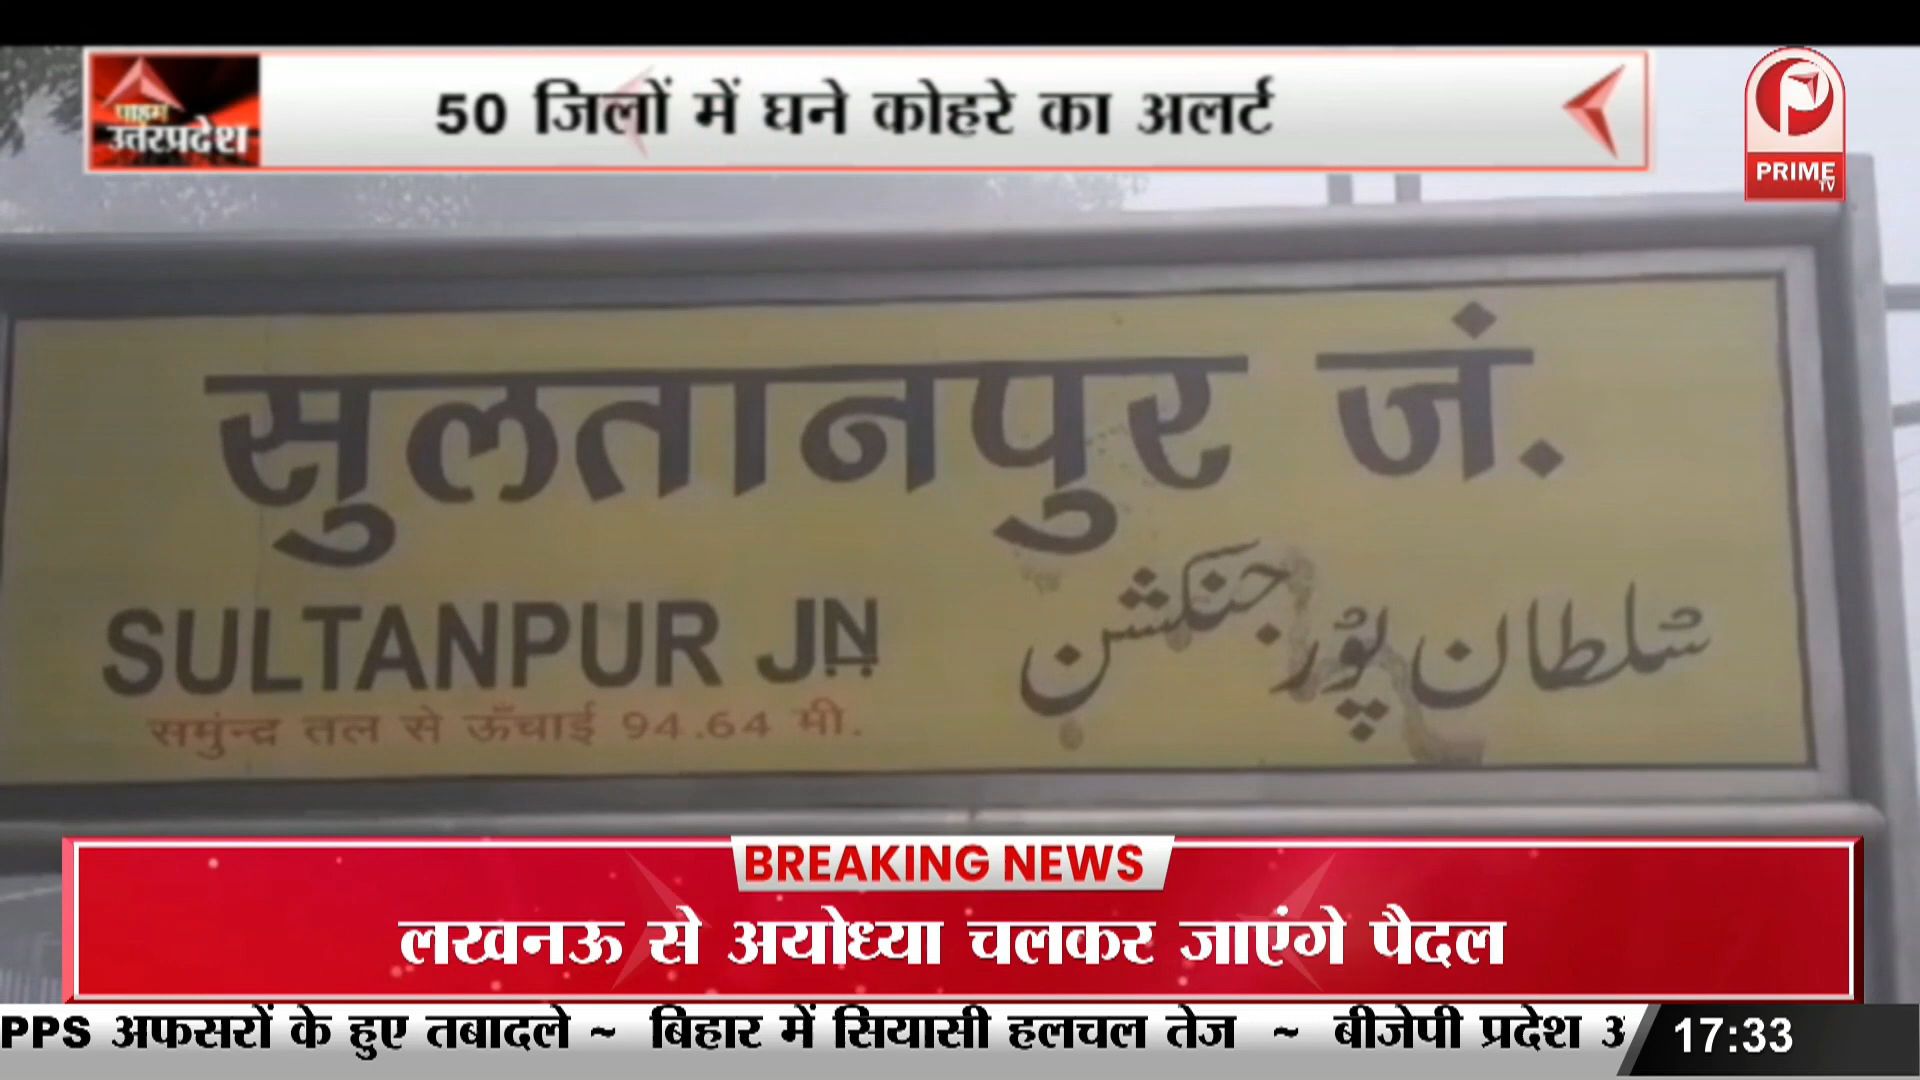 प्राइम
उत्तरप्रदेश
50 जिलों में घने कोहरे का अलर्ट
PRIME
TV
सुलतानपुर जं.
SULTANPUR JN
سلطان پور جنکشن
समुंन्द्र तल से ऊँचाई 94.64 मी.
BREAKING NEWS
लखनऊ से अयोध्या चलकर जाएंगे पैदल
PPS अफसरों के हुए तबादले ~ बिहार में सियासी हलचल तेज ~ बीजेपी प्रदेश
17:33